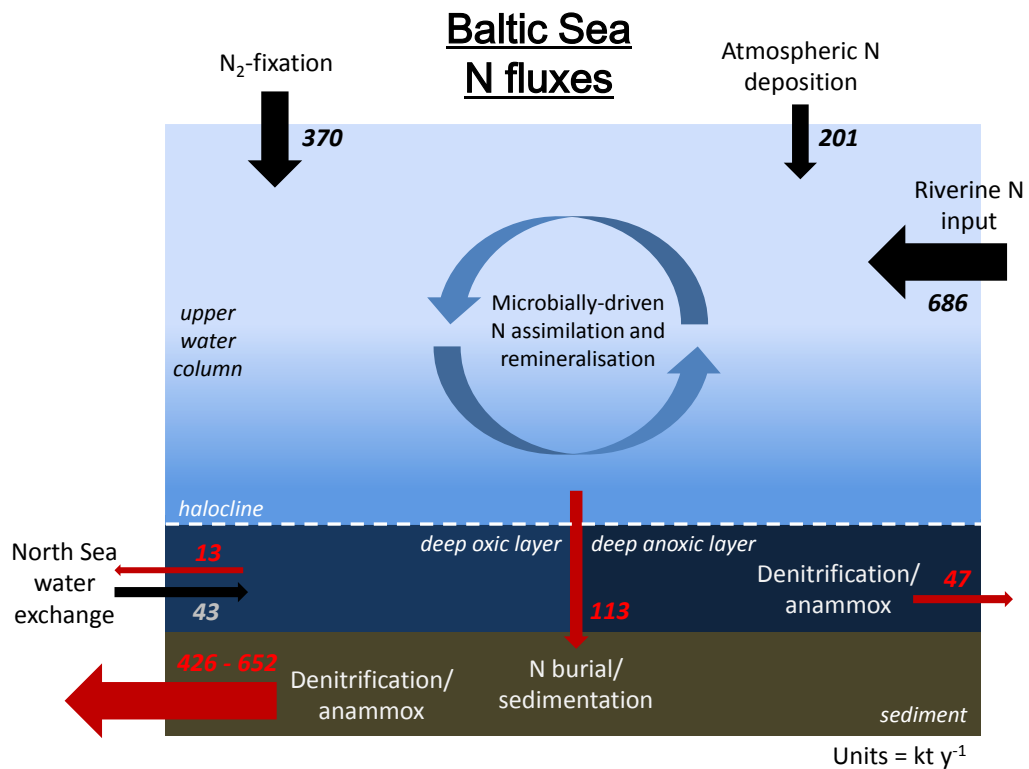 Baltic Sea
N fluxes
N₂-fixation
370
Atmospheric N
deposition
201
Riverine N
input
686
Microbially-driven
N assimilation and
remineralisation
upper
water
column
halocline
deep oxic layer
deep anoxic layer
North Sea
water
exchange
13
43
Denitrification/
anammox
47
113
426 - 652
Denitrification/
anammox
N burial/
sedimentation
sediment
Units = kt y⁻¹